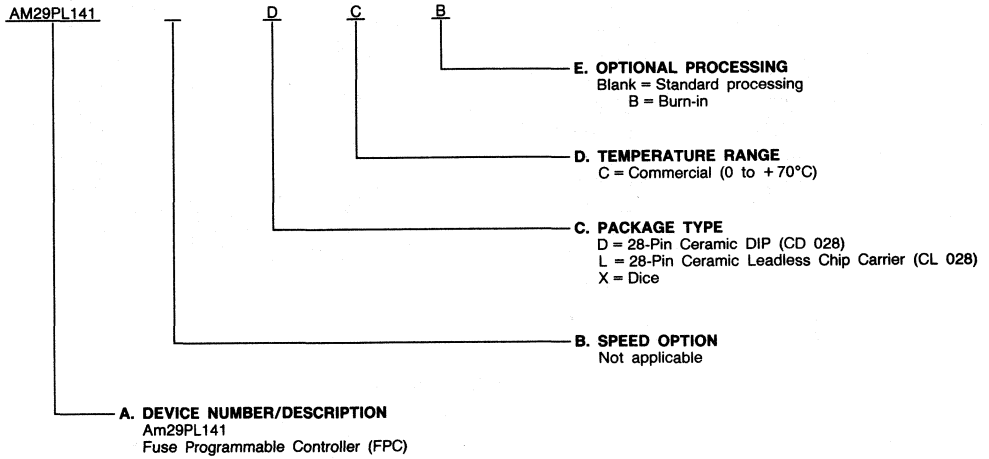 AM29PL141 D C B
E. OPTIONAL PROCESSING
Blank = Standard processing
B = Burn-in
D. TEMPERATURE RANGE
C = Commercial (0 to +70°C)
C. PACKAGE TYPE
D = 28-Pin Ceramic DIP (CD 028)
L = 28-Pin Ceramic Leadless Chip Carrier (CL 028)
X = Dice
B. SPEED OPTION
Not applicable
A. DEVICE NUMBER/DESCRIPTION
Am29PL141
Fuse Programmable Controller (FPC)